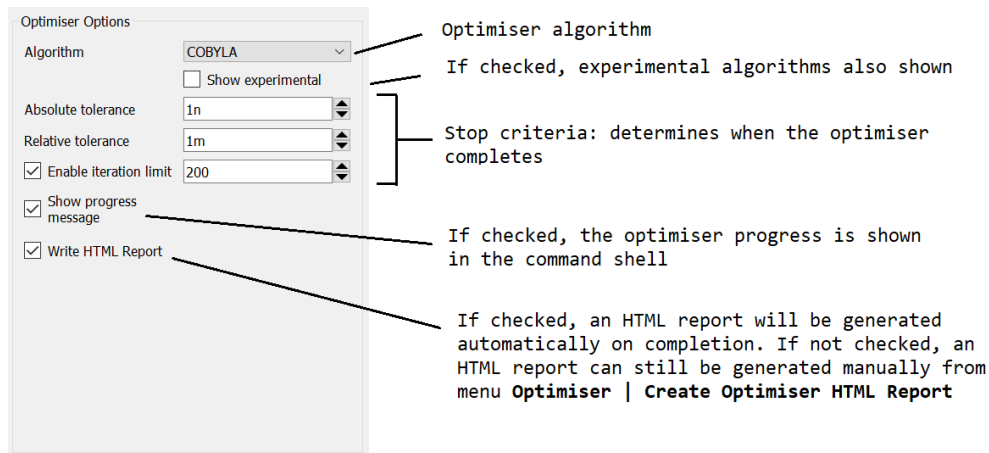 Optimiser Options
Algorithm
COBYLA
Optimiser algorithm
Show experimental
If checked, experimental algorithms also shown
Absolute tolerance
1n
Relative tolerance
1m
Enable iteration limit
200
Stop criteria: determines when the optimiser
completes
Show progress
message
If checked, the optimiser progress is shown
in the command shell
Write HTML Report
If checked, an HTML report will be generated
automatically on completion. If not checked, an
HTML report can still be generated manually from
menu Optimiser | Create Optimiser HTML Report